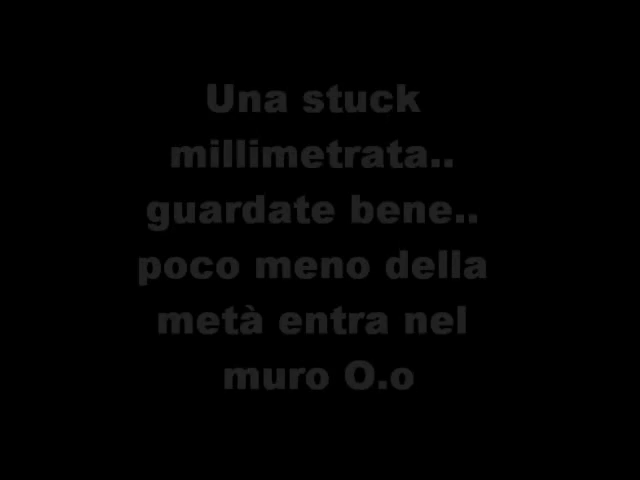 Una stuck
millimetrata..
guardate bene..
poco meno della
metà entra nel
muro O.o